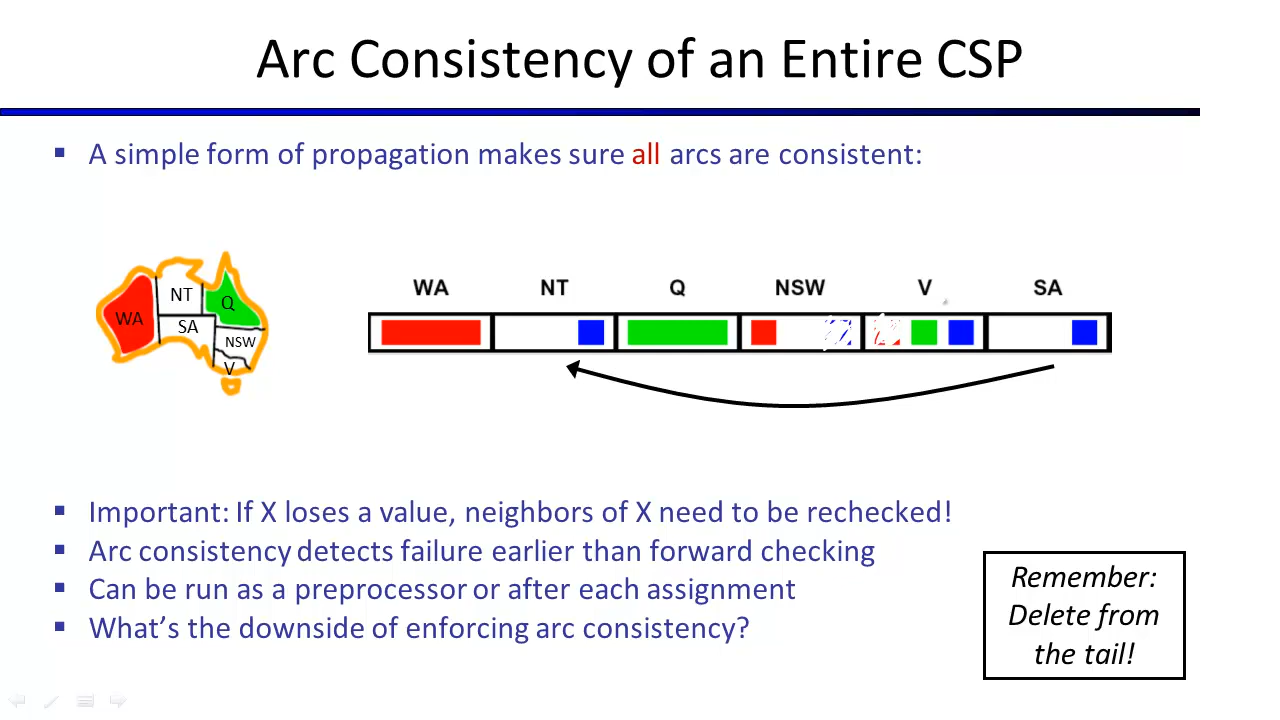 Arc Consistency of an Entire CSP
▪ A simple form of propagation makes sure all arcs are consistent:
WA NT Q SA NSW V
WA NT Q NSW V SA
▪ Important: If X loses a value, neighbors of X need to be rechecked!
▪ Arc consistency detects failure earlier than forward checking
▪ Can be run as a preprocessor or after each assignment
▪ What's the downside of enforcing arc consistency?
Remember:
Delete from
the tail!